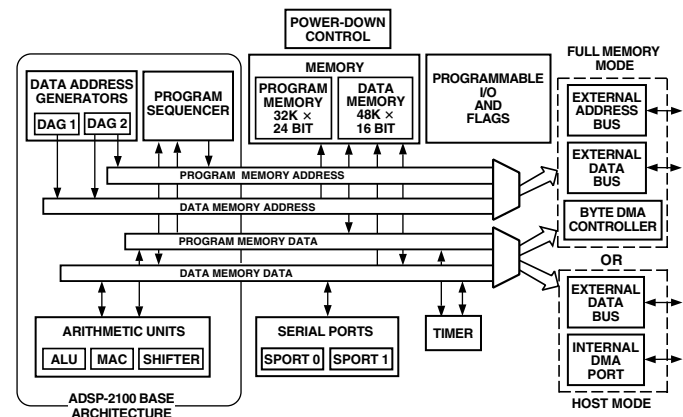 POWER-DOWN
CONTROL
FULL MEMORY
MODE
DATA ADDRESS
GENERATORS
DAG 1
DAG 2
PROGRAM
SEQUENCER
MEMORY
PROGRAM
MEMORY
32K ×
24 BIT
DATA
MEMORY
48K ×
16 BIT
PROGRAMMABLE
I/O
AND
FLAGS
EXTERNAL
ADDRESS
BUS
EXTERNAL
DATA
BUS
BYTE DMA
CONTROLLER
OR
PROGRAM MEMORY ADDRESS
DATA MEMORY ADDRESS
PROGRAM MEMORY DATA
DATA MEMORY DATA
ARITHMETIC UNITS
ALU
MAC
SHIFTER
SERIAL PORTS
SPORT 0
SPORT 1
TIMER
EXTERNAL
DATA
BUS
INTERNAL
DMA
PORT
HOST MODE
ADSP-2100 BASE
ARCHITECTURE